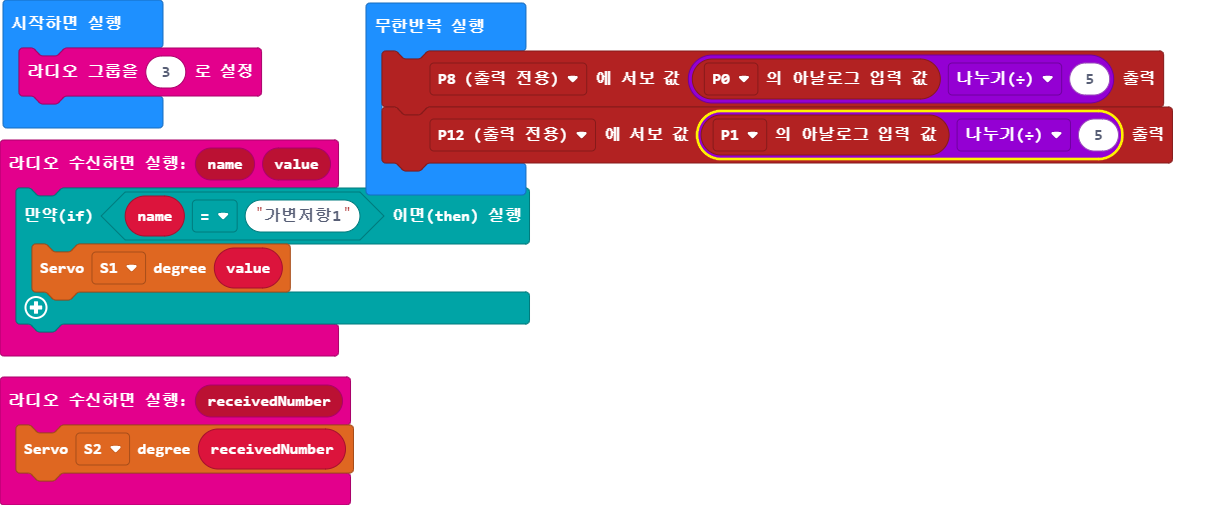 시작하면 실행
라디오 그룹을 3 로 설정
무한반복 실행
P8 (출력 전용) 에 서보 값 P0 의 아날로그 입력 값 나누기(÷) 5 출력
P12 (출력 전용) 에 서보 값 P1 의 아날로그 입력 값 나누기(÷) 5 출력
라디오 수신하면 실행: name value
만약(if) name = "가변저항1" 이면(then) 실행
Servo S1 degree value
라디오 수신하면 실행: receivedNumber
Servo S2 degree receivedNumber